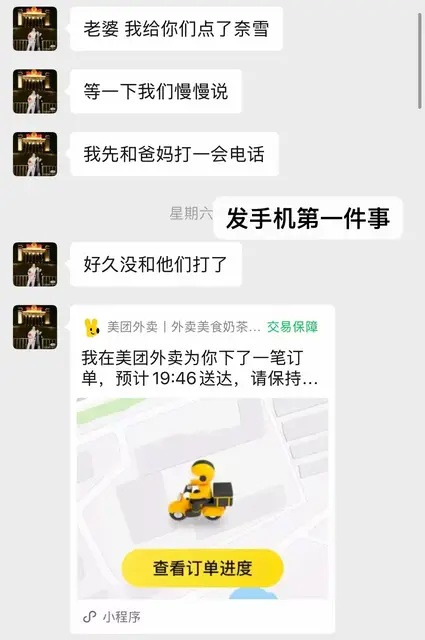 老婆 我给你们点了奈雪
等一下我们慢慢说
我先和爸妈打一会电话
星期六
发手机第一件事
好久没和他们打了
美团外卖丨外卖美食奶茶... 交易保障
我在美团外卖为你下了一笔订
单，预计19:46送达，请保持...
查看订单进度
小程序